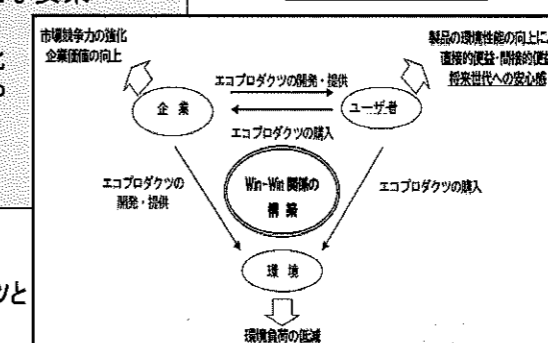 市場競争力の強化
企業価値の向上
製品の環境性能の向上に
直接的便益・間接的便益
将来世代への安心感
エコプロダクツの開発・提供
企 業
ユーザ者
エコプロダクツの購入
エコプロダクツの
開発・提供
Win-Win 関係の
構 築
エコプロダクツの購入
環 境
環境負荷の低減
ツと